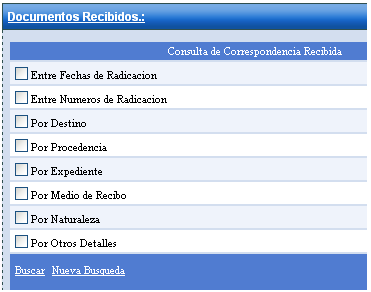 Documentos Recibidos.:
Consulta de Correspondencia Recibida
Entre Fechas de Radicacion
Entre Numeros de Radicacion
Por Destino
Por Procedencia
Por Expediente
Por Medio de Recibo
Por Naturaleza
Por Otros Detalles
Buscar Nueva Busqueda